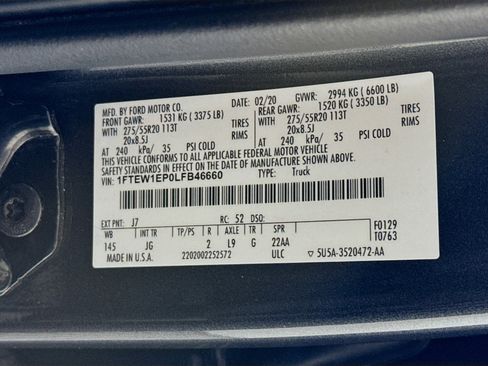 MFD. BY FORD MOTOR CO. 02/20 GVWR: 2994 KG ( 6600 LB)
FRONT GAWR: 1531 KG ( 3375 LB) REAR GAWR: 1520 KG ( 3350 LB)
WITH 275/55R20 113T TIRES WITH 275/55R20 113T TIRES
20x8.5J RIMS 20x8.5J RIMS
AT 240 kPa/ 35 PSI COLD AT 240 kPa/ 35 PSI COLD
THIS VEHICLE CONFORMS TO ALL APPLICABLE FEDERAL MOTOR VEHICLE
SAFETY AND THEFT PREVENTION STANDARDS IN
EFFECT ON THE DATE OF MANUFACTURE SHOWN ABOVE.
VIN: 1FTEW1EP0LFB46660 TYPE: Truck
EXT PNT: J7 RC: 52 DSO:
WB TP/PS R AXLE TR SPR F0129
145 JG 2 L9 G 22AA T0763
MADE IN U.S.A. 2202002252572 ULC ▽ 5U5A-3520472-AA